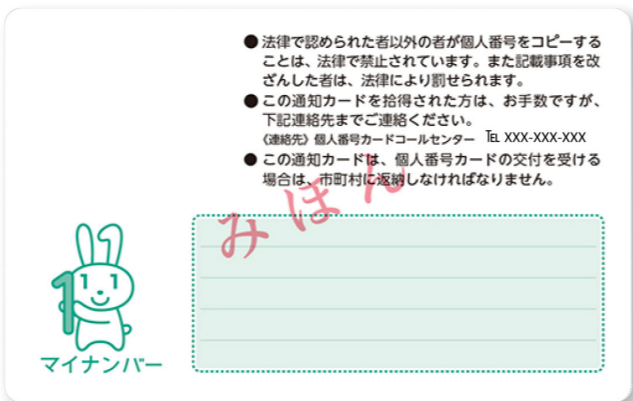 ●法律で認められた者以外の者が個人番号をコピーする
ことは、法律で禁止されています。また記載事項を改
ざんした者は、法律により罰せられます。
●この通知カードを拾得された方は、お手数ですが、
下記連絡先までご連絡ください。
《連絡先》個人番号カードコールセンター ℡ XXX-XXX-XXX
●この通知カードは、個人番号カードの交付を受ける
場合は、市町村に返納しなければなりません。
みほん
1
マイナンバー